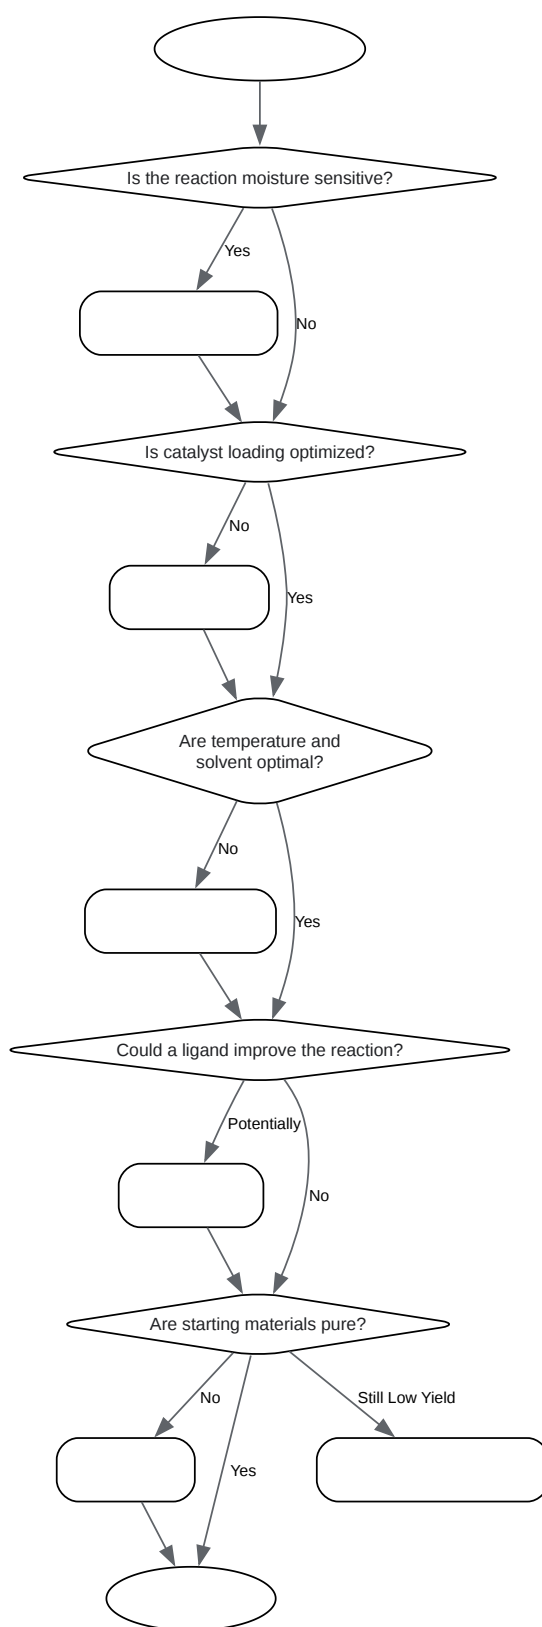 Is the reaction moisture sensitive?
Yes
No
Is catalyst loading optimized?
No
Yes
Are temperature and
solvent optimal?
No
Yes
Could a ligand improve the reaction?
Potentially
No
Are starting materials pure?
No
Still Low Yield
Yes